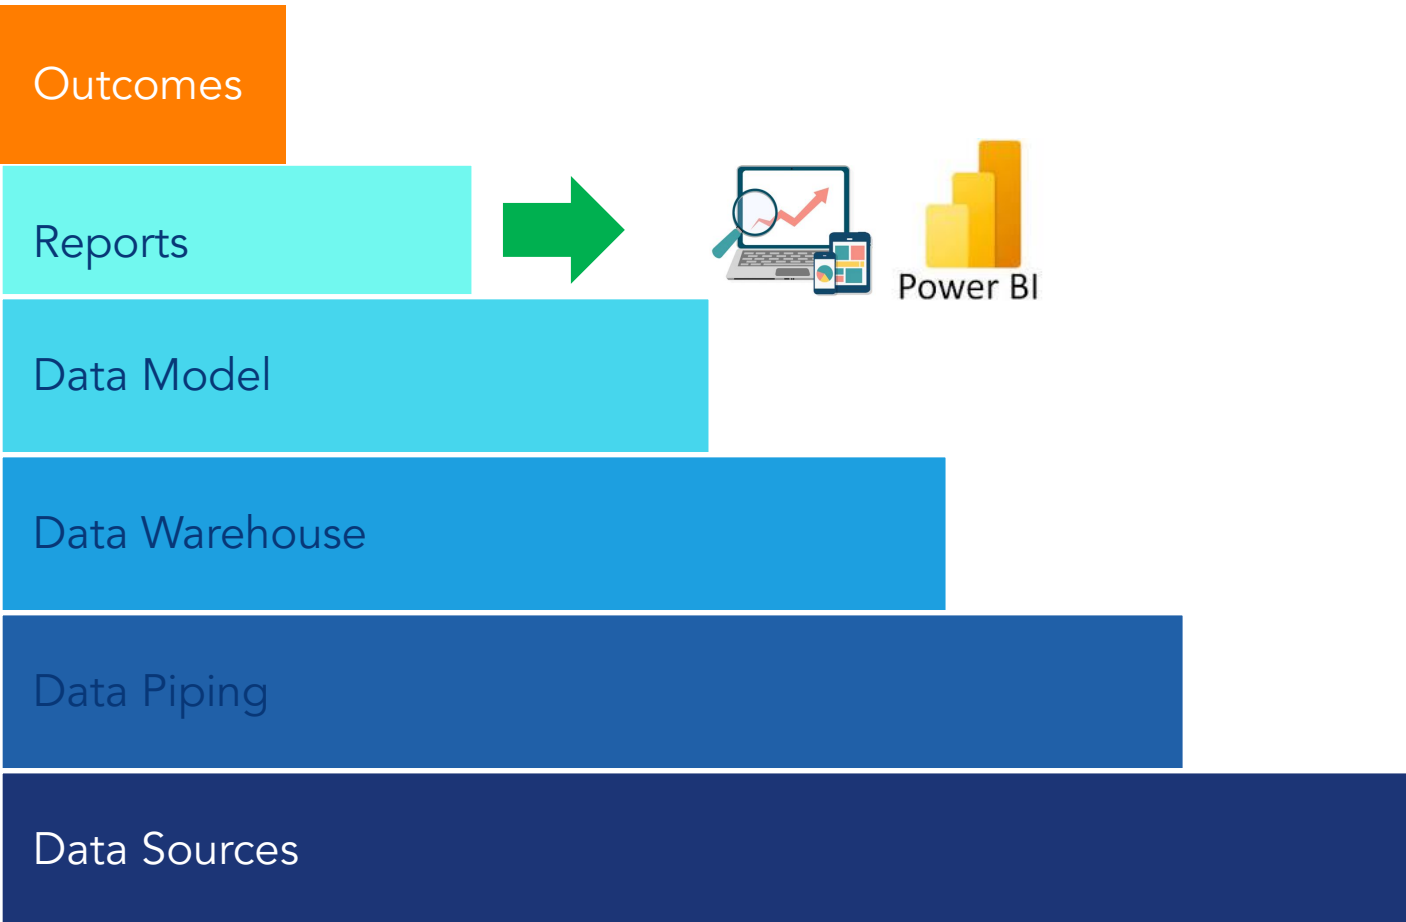 Outcomes
Reports
Power BI
Data Model
Data Warehouse
Data Piping
Data Sources